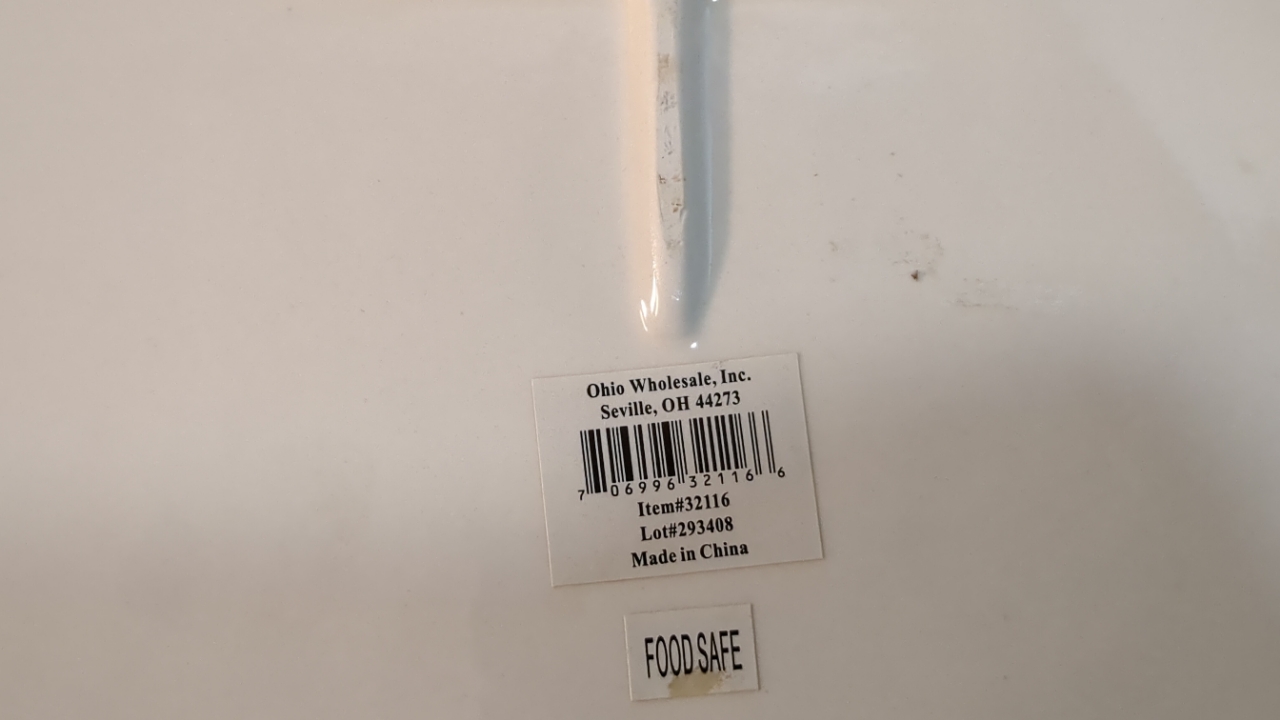 Ohio Wholesale, Inc.
Seville, OH 44273
7 06996 32116 6
Item#32116
Lot#293408
Made in China
FOOD SAFE